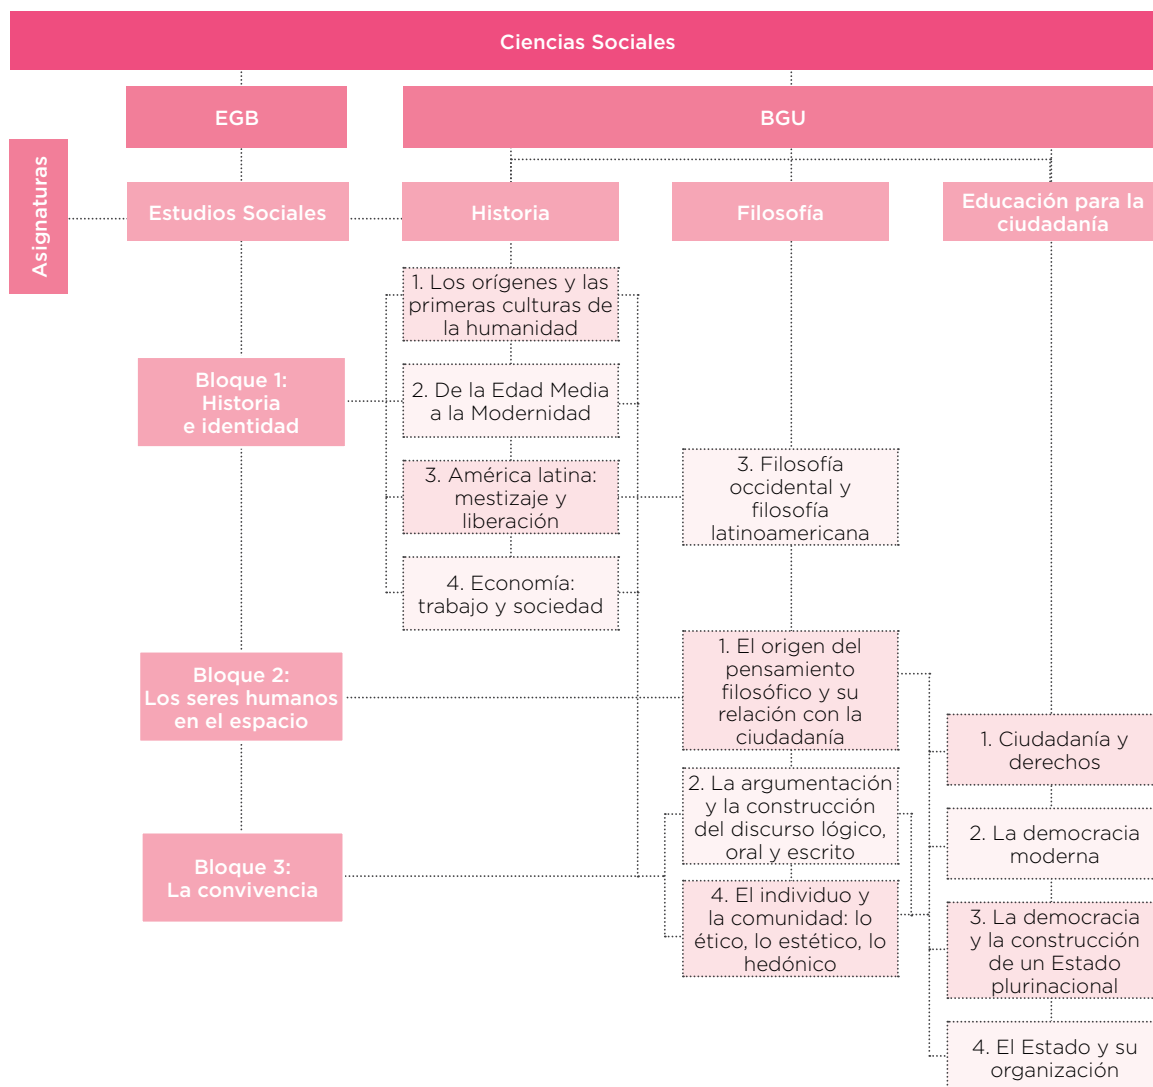 Ciencias Sociales
EGB
BGU
Asignaturas
Estudios Sociales
Historia
Filosofía
Educación para la
ciudadanía
1. Los orígenes y las
primeras culturas de
la humanidad
Bloque 1:
Historia
e identidad
2. De la Edad Media
a la Modernidad
3. América latina:
mestizaje y
liberación
3. Filosofía
occidental y
filosofía
latinoamericana
4. Economía:
trabajo y sociedad
Bloque 2:
Los seres humanos
en el espacio
1. El origen del
pensamiento
filosófico y su
relación con la
ciudadanía
1. Ciudadanía y
derechos
2. La argumentación
y la construcción
del discurso lógico,
oral y escrito
2. La democracia
moderna
Bloque 3:
La convivencia
4. El individuo y
la comunidad: lo
ético, lo estético, lo
hedónico
3. La democracia
y la construcción
de un Estado
plurinacional
4. El Estado y su
organización